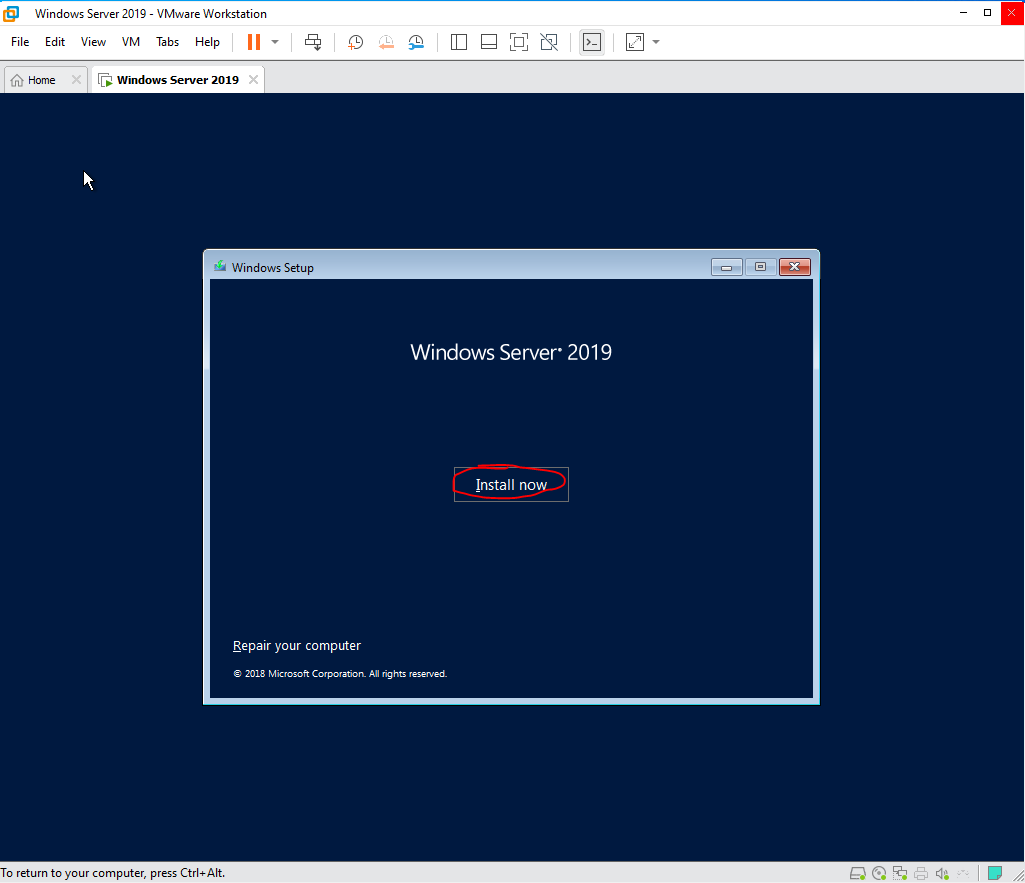 Windows Server 2019 - VMware Workstation
File Edit View VM Tabs Help
Home Windows Server 2019
Windows Setup
Windows Server® 2019
Install now
Repair your computer
© 2018 Microsoft Corporation. All rights reserved.
To return to your computer, press Ctrl+Alt.